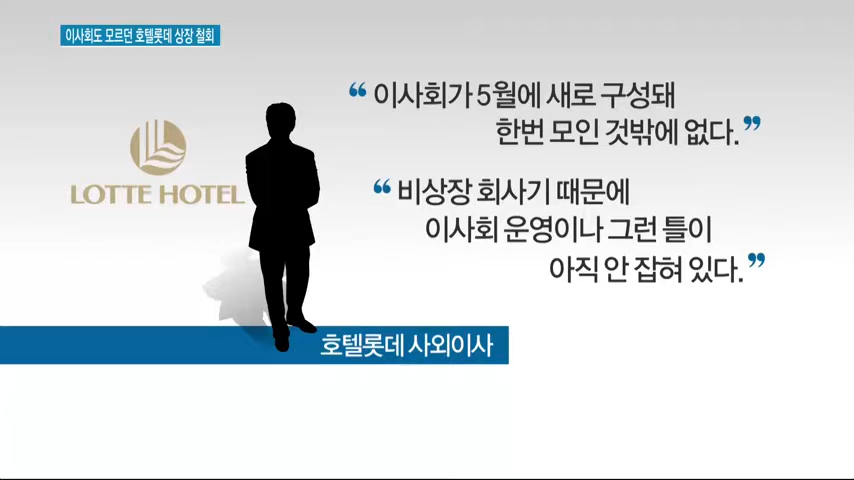 이사회도 모르던 호텔롯데 상장 철회
“ 이사회가 5월에 새로 구성돼
한번 모인 것밖에 없다. ”
LOTTE HOTEL
“ 비상장 회사기 때문에
이사회 운영이나 그런 틀이
아직 안 잡혀 있다. ”
호텔롯데 사외이사